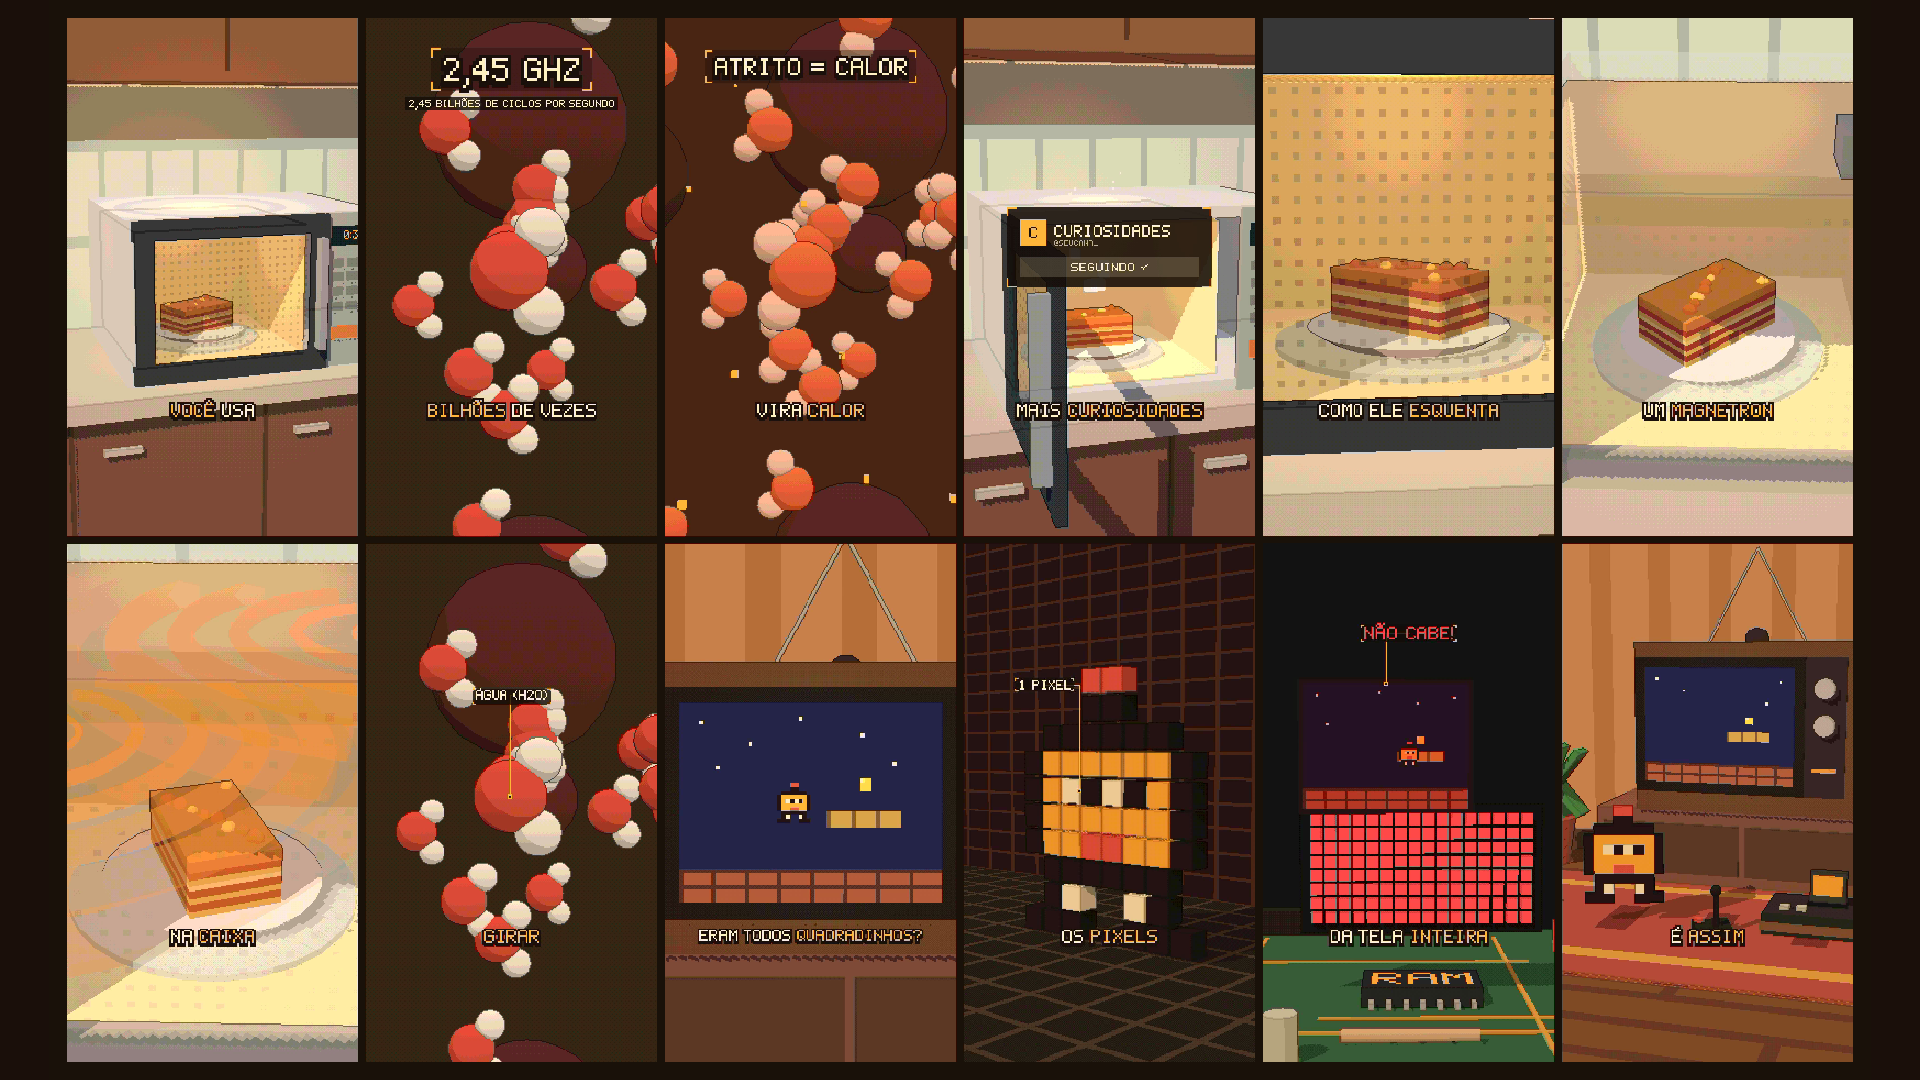 0:3
VOCÊ USA
2,45 GHZ
2,45 BILHÕES DE CICLOS POR SEGUNDO
BILHÕES DE VEZES
ATRITO = CALOR
VIRA CALOR
C
CURIOSIDADES
SEGUINDO ✓
MAIS CURIOSIDADES
COMO ELE ESQUENTA
UM MAGNETRON
NA CAIXA
ÁGUA (H2O)
GIRAR
ERAM TODOS QUADRADINHOS?
1 PIXEL
OS PIXELS
NÃO CABE!
DA TELA INTEIRA
RAM
É ASSIM